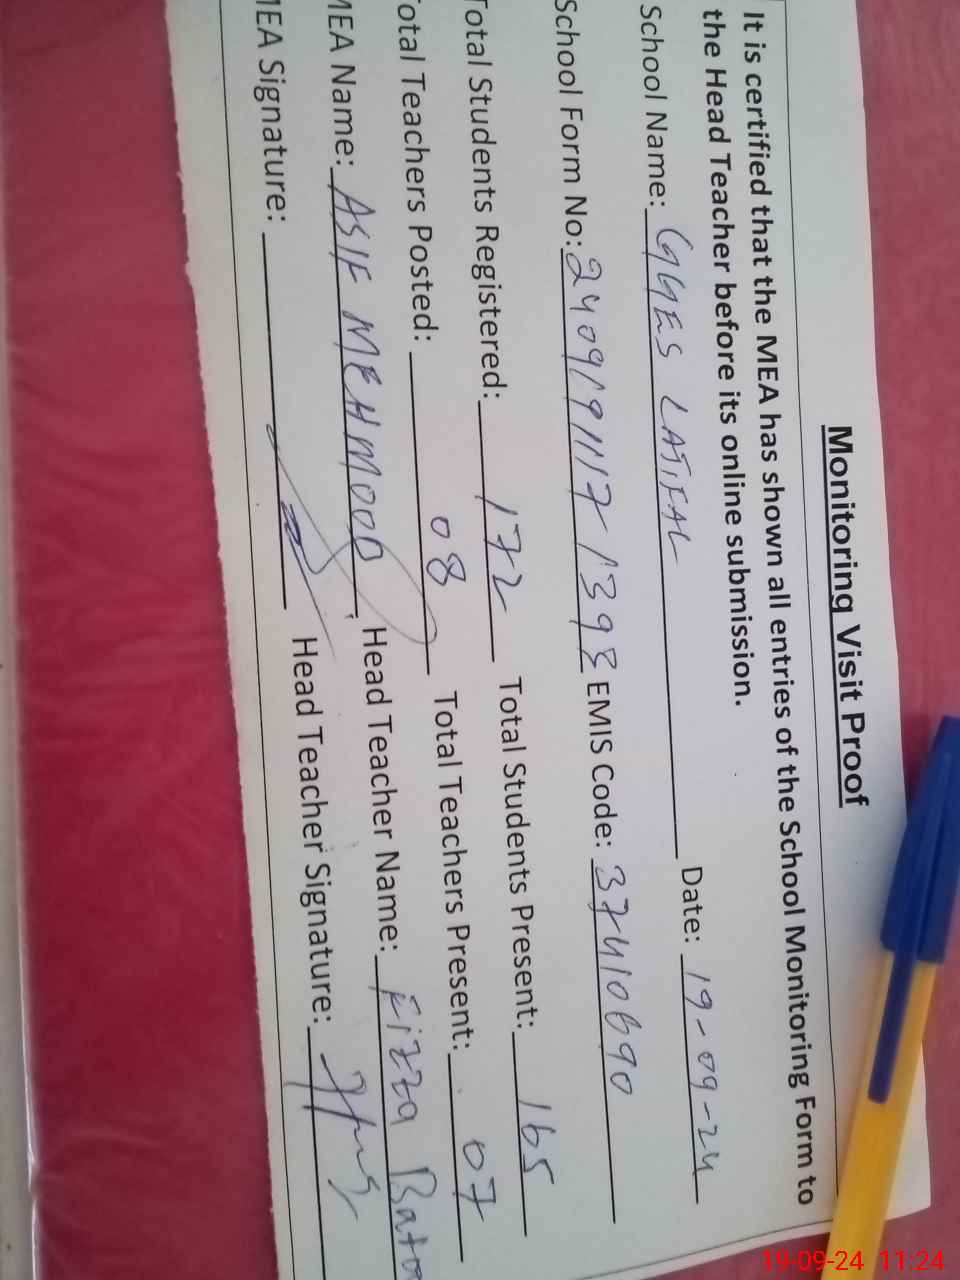 Monitoring Visit Proof
It is certified that the MEA has shown all entries of the School Monitoring Form to
the Head Teacher before its online submission.
School Name: GGES LATIFAL Date: 19-09-24
School Form No: 2409191117 1393 EMIS Code: 37410690
Total Students Registered: 172 Total Students Present: 165
Total Teachers Posted: 08 Total Teachers Present: 07
MEA Name: ASIF MEHMOOD, Head Teacher Name: Fizza
MEA Signature: Head Teacher Signature:
19-09-24 11:24